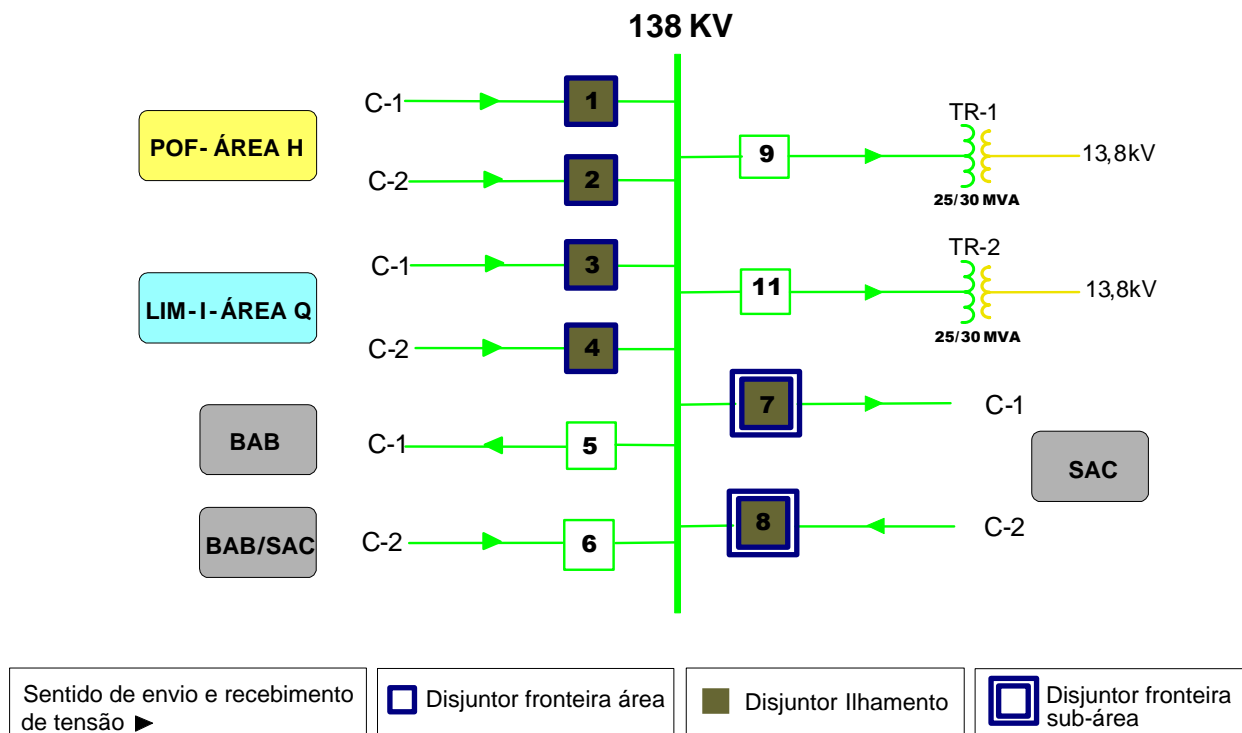 138 KV
C-1
1
POF- ÁREA H
C-2
2
C-1
3
LIM-I-ÁREA Q
C-2
4
BAB
C-1
5
BAB/SAC
C-2
6
9
TR-1
13,8kV
25/30 MVA
11
TR-2
13,8kV
25/30 MVA
7
C-1
SAC
8
C-2
Sentido de envio e recebimento
de tensão
Disjuntor fronteira área
Disjuntor Ilhamento
Disjuntor fronteira
sub-área